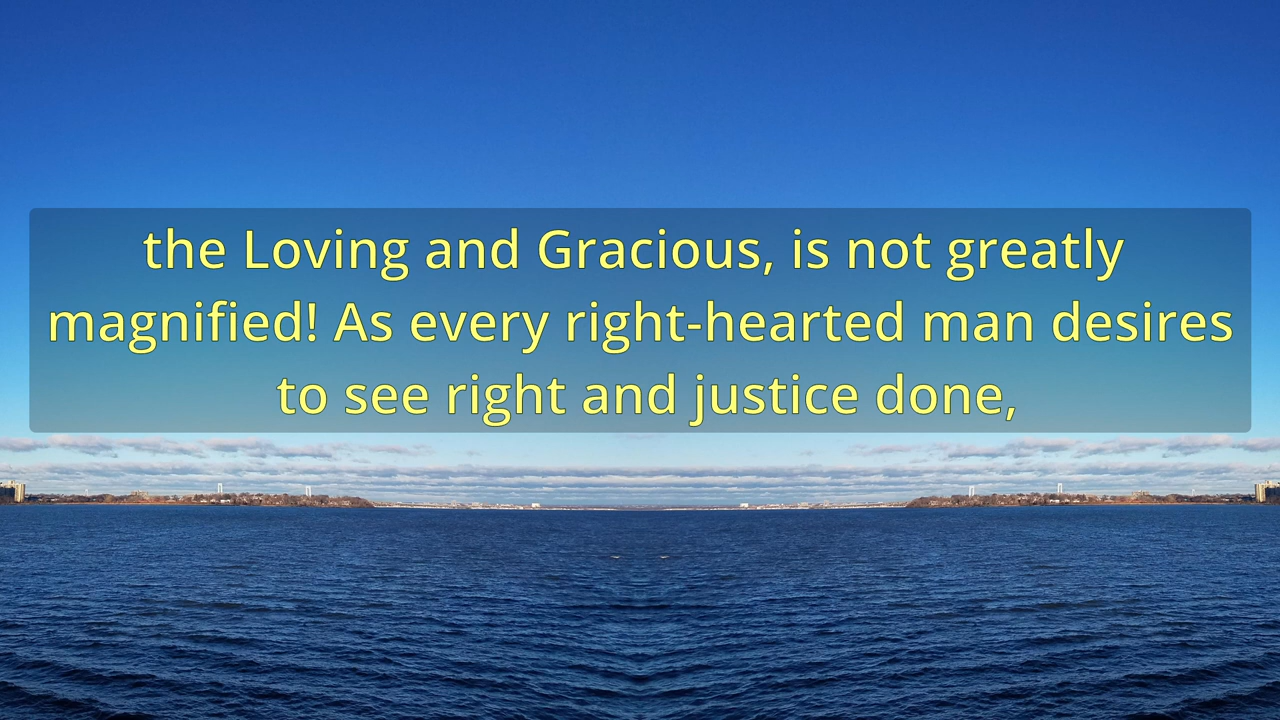 the Loving and Gracious, is not greatly
magnified! As every right-hearted man desires
to see right and justice done,